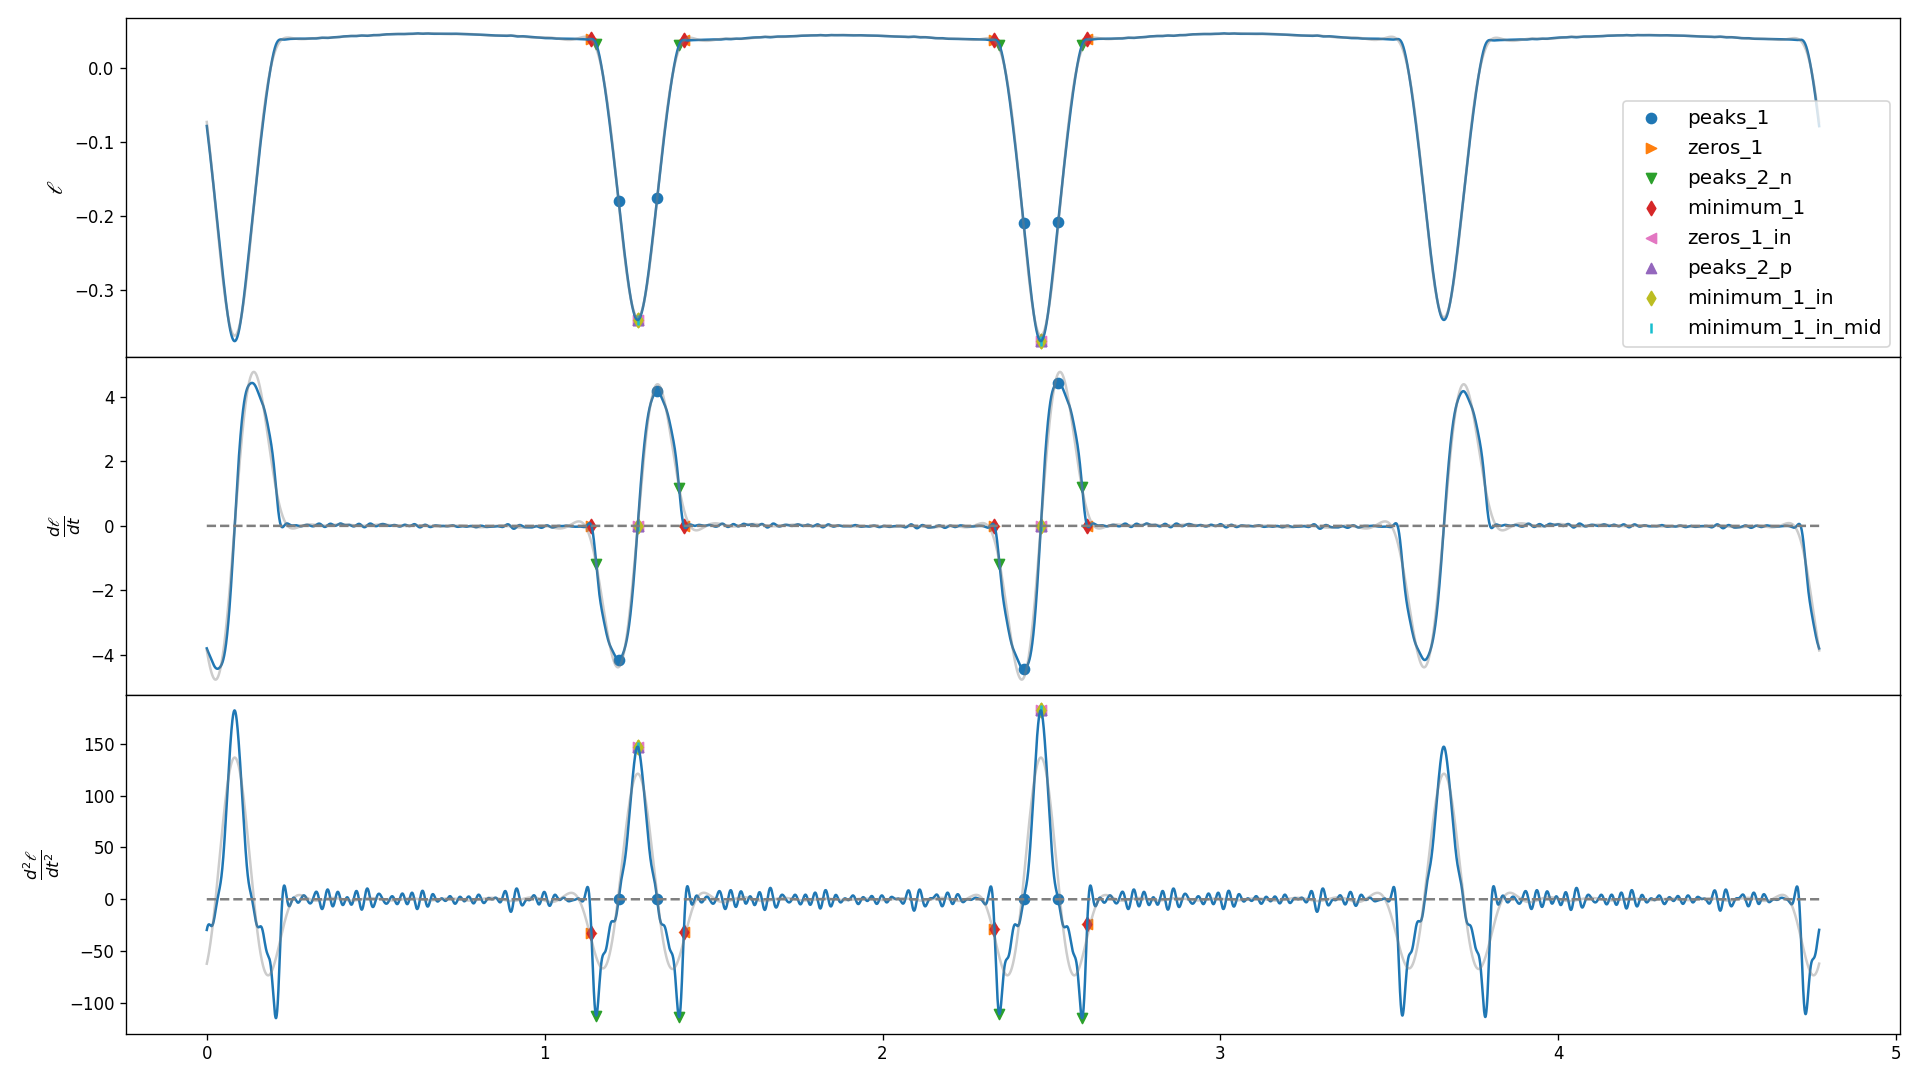 0.0
−0.1
−0.2
−0.3
ℓ
peaks_1
zeros_1
peaks_2_n
minimum_1
zeros_1_in
peaks_2_p
minimum_1_in
minimum_1_in_mid
4
2
0
−2
−4
dℓ/dt
150
100
50
0
−50
−100
d²ℓ/dt²
0 1 2 3 4 5